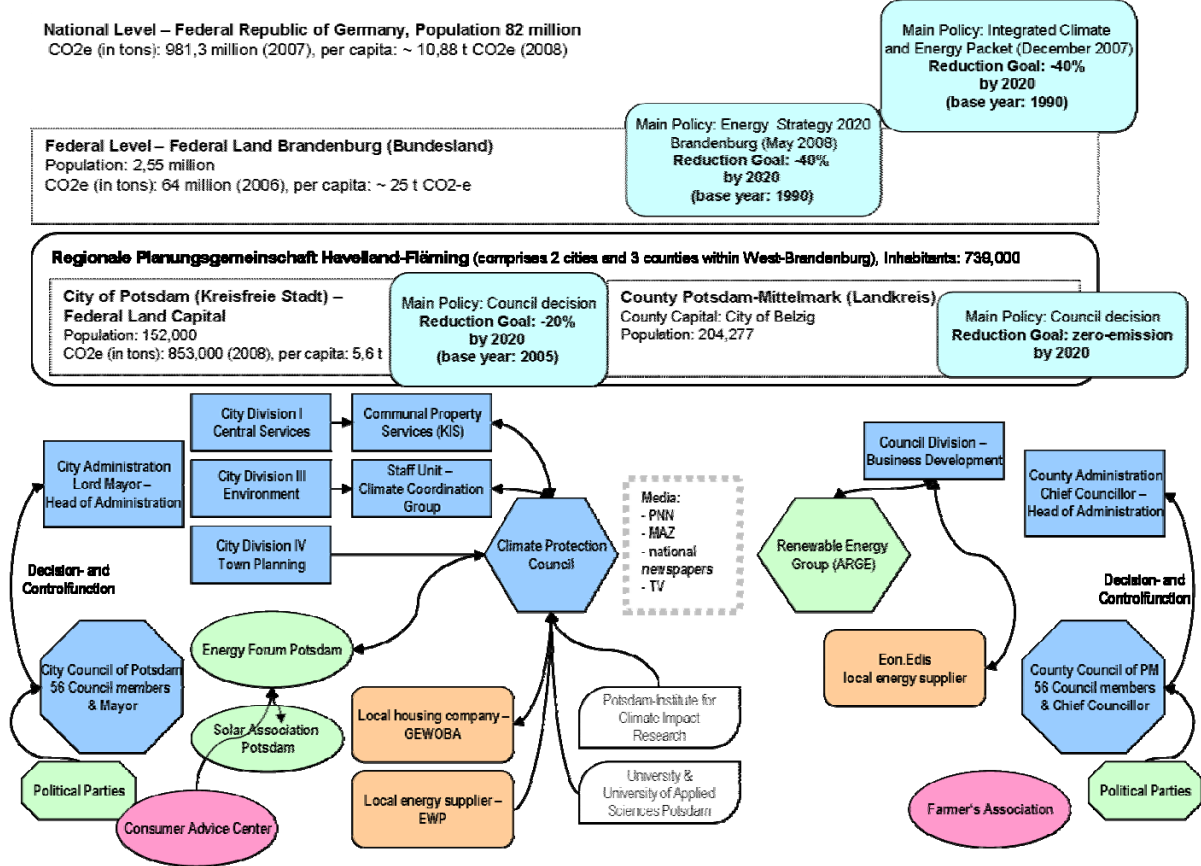 National Level – Federal Republic of Germany, Population 82 million
CO2e (in tons): 981,3 million (2007), per capita: ~ 10,88 t CO2e (2008)
Main Policy: Integrated Climate
and Energy Packet (December 2007)
Reduction Goal: -40%
by 2020
(base year: 1990)
Main Policy: Energy Strategy 2020
Brandenburg (May 2008)
Reduction Goal: -40%
by 2020
(base year: 1990)
Federal Level – Federal Land Brandenburg (Bundesland)
Population: 2,55 million
CO2e (in tons): 64 million (2006), per capita: ~ 25 t CO2-e
Regionale Planungsgemeinschaft Havelland-Fläming (comprises 2 cities and 3 counties within West-Brandenburg), Inhabitants: 739,000
City of Potsdam (Kreisfreie Stadt) –
Federal Land Capital
Population: 152,000
CO2e (in tons): 853,000 (2008), per capita: 5,6 t
Main Policy: Council decision
Reduction Goal: -20%
by 2020
(base year: 2005)
County Potsdam-Mittelmark (Landkreis)
County Capital: City of Belzig
Population: 204,277
Main Policy: Council decision
Reduction Goal: zero-emission
by 2020
City Division I
Central Services
Communal Property
Services (KIS)
City Administration
Lord Mayor –
Head of Administration
City Division III
Environment
Staff Unit –
Climate Coordination
Group
City Division IV
Town Planning
Climate Protection
Council
Media:
- PNN
- MAZ
- national
newspapers
- TV
Council Division –
Business Development
County Administration
Chief Councillor –
Head of Administration
Renewable Energy
Group (ARGE)
Decision- and
Controlfunction
Decision- and
Controlfunction
City Council of Potsdam
56 Council members
& Mayor
Energy Forum Potsdam
Solar Association
Potsdam
Local housing company –
GEWOBA
Potsdam-Institute for
Climate Impact
Research
Eon.Edis
local energy supplier
County Council of PM
56 Council members
& Chief Councillor
Political Parties
Consumer Advice Center
Local energy supplier –
EWP
University &
University of Applied
Sciences Potsdam
Farmer's Association
Political Parties